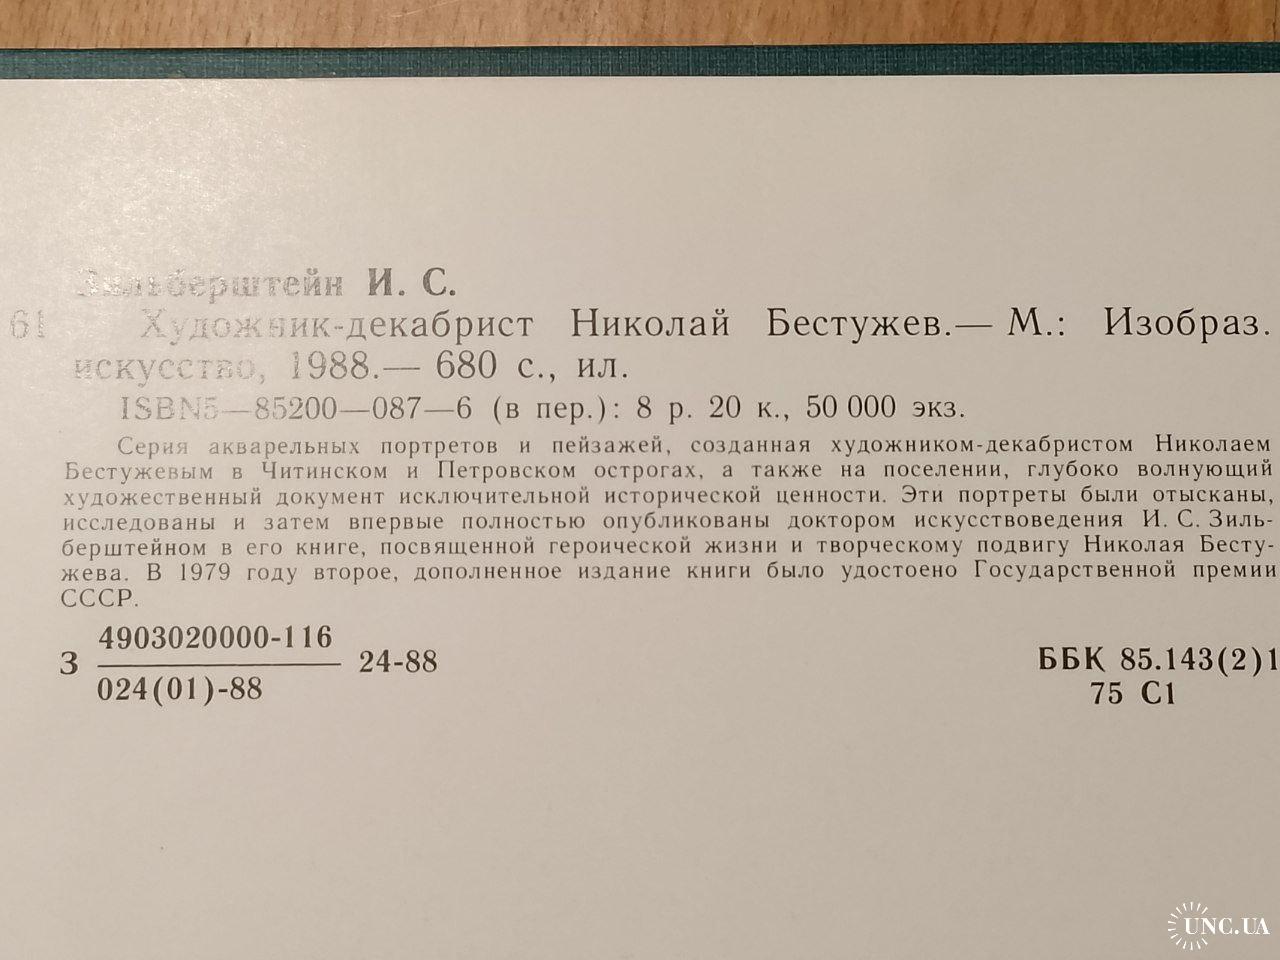 Зильберштейн И. С.
61 Художник-декабрист Николай Бестужев.— М.: Изобраз.
искусство, 1988.— 680 с., ил.
ISBN5—85200—087—6 (в пер.): 8 р. 20 к., 50 000 экз.
Серия акварельных портретов и пейзажей, созданная художником-декабристом Николаем
Бестужевым в Читинском и Петровском острогах, а также на поселении, глубоко волнующий
художественный документ исключительной исторической ценности. Эти портреты были отысканы,
исследованы и затем впервые полностью опубликованы доктором искусствоведения И. С. Зиль-
берштейном в его книге, посвященной героической жизни и творческому подвигу Николая Бесту-
жева. В 1979 году второе, дополненное издание книги было удостоено Государственной премии
СССР.
З 4903020000-116 24-88
024(01)-88
ББК 85.143(2)1
75 С1
UNC.UA